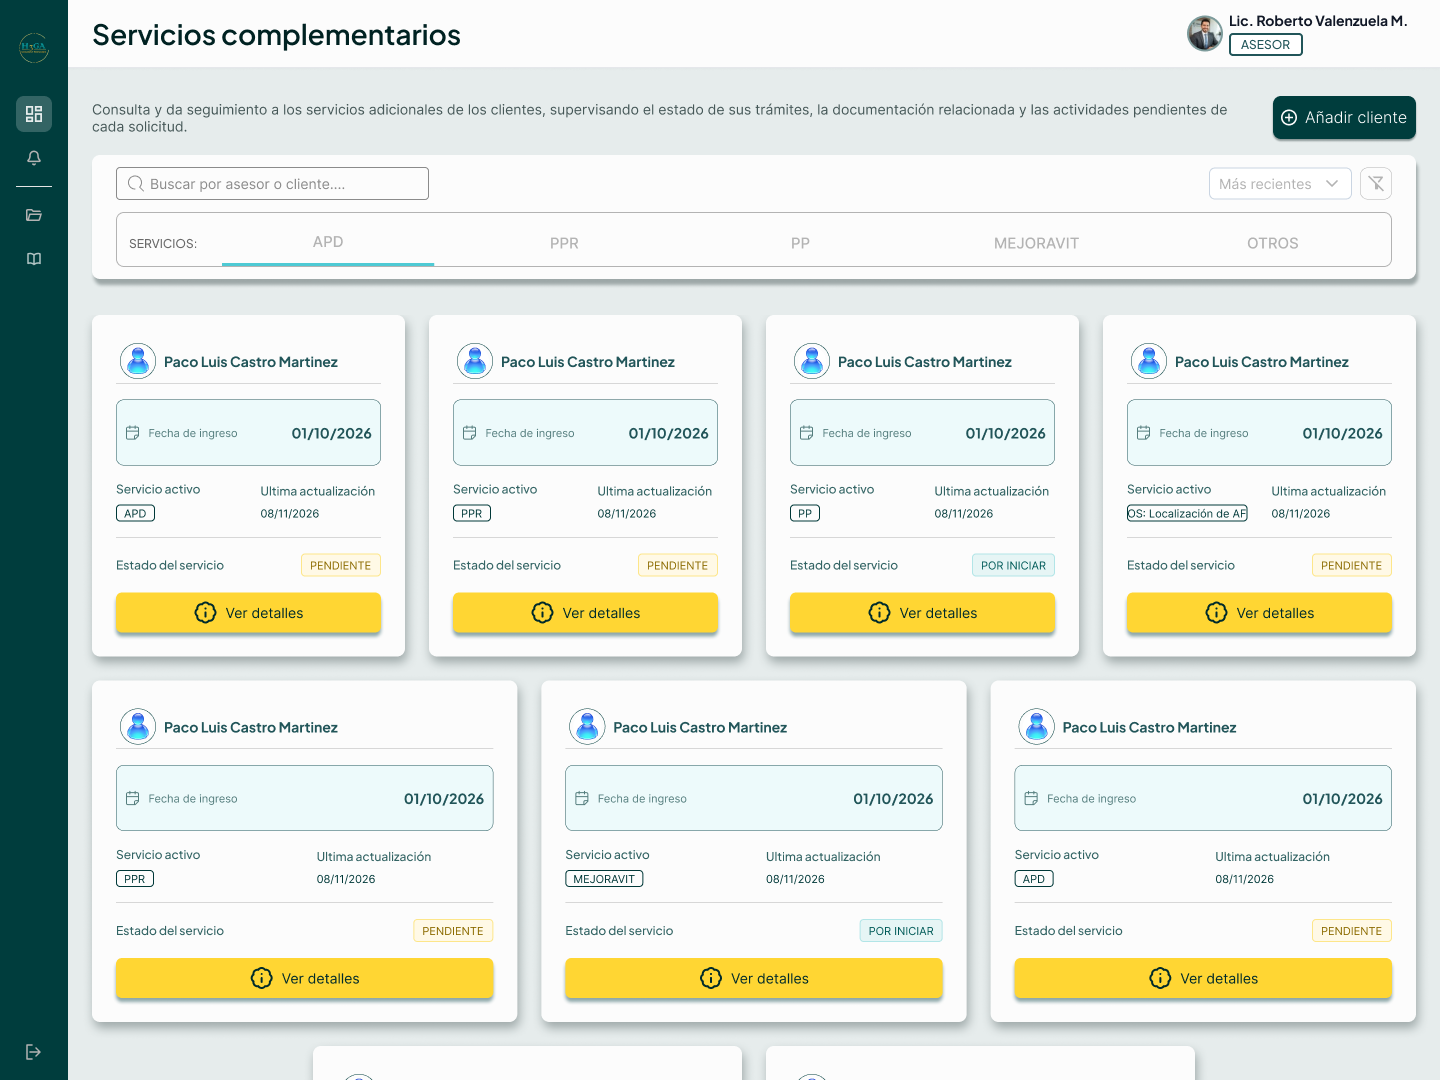 Servicios complementarios
Lic. Roberto Valenzuela M.
ASESOR
Consulta y da seguimiento a los servicios adicionales de los clientes, supervisando el estado de sus trámites, la documentación relacionada y las actividades pendientes de
cada solicitud.
Añadir cliente
Buscar por asesor o cliente....
Más recientes
SERVICIOS:
APD
PPR
PP
MEJORAVIT
OTROS
Paco Luis Castro Martinez
Fecha de ingreso
01/10/2026
Servicio activo
Ultima actualización
APD
08/11/2026
Estado del servicio
PENDIENTE
Ver detalles
Paco Luis Castro Martinez
Fecha de ingreso
01/10/2026
Servicio activo
Ultima actualización
PPR
08/11/2026
Estado del servicio
PENDIENTE
Ver detalles
Paco Luis Castro Martinez
Fecha de ingreso
01/10/2026
Servicio activo
Ultima actualización
PP
08/11/2026
Estado del servicio
POR INICIAR
Ver detalles
Paco Luis Castro Martinez
Fecha de ingreso
01/10/2026
Servicio activo
Ultima actualización
OS: Localización de AF
08/11/2026
Estado del servicio
PENDIENTE
Ver detalles
Paco Luis Castro Martinez
Fecha de ingreso
01/10/2026
Servicio activo
Ultima actualización
PPR
08/11/2026
Estado del servicio
PENDIENTE
Ver detalles
Paco Luis Castro Martinez
Fecha de ingreso
01/10/2026
Servicio activo
Ultima actualización
MEJORAVIT
08/11/2026
Estado del servicio
POR INICIAR
Ver detalles
Paco Luis Castro Martinez
Fecha de ingreso
01/10/2026
Servicio activo
Ultima actualización
APD
08/11/2026
Estado del servicio
PENDIENTE
Ver detalles